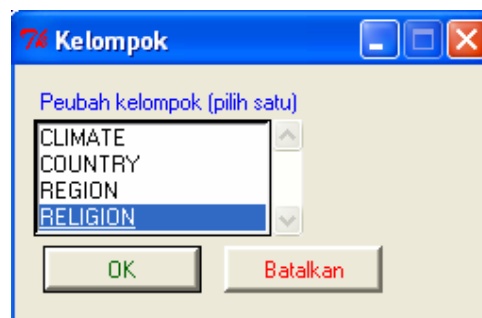 Kelompok
Peubah kelompok (pilih satu)
CLIMATE
COUNTRY
REGION
RELIGION
OK Batalkan